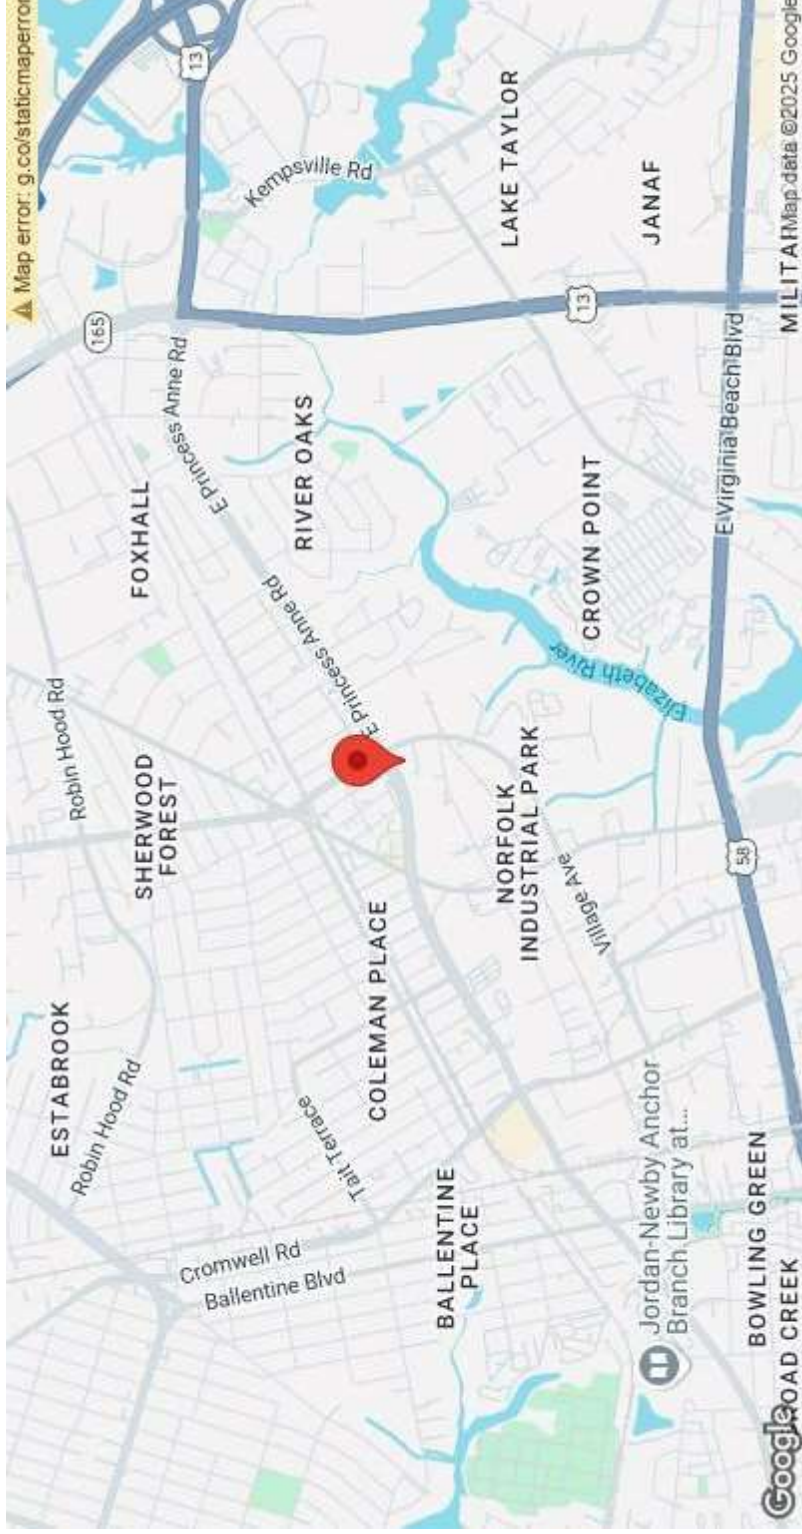 Map error: g.co/staticmaperror
ESTABROOK
Robin Hood Rd
165
Robin Hood Rd
FOXHALL
SHERWOOD
FOREST
E Princess Anne Rd
13
Cromwell Rd
Ballentine Blvd
RIVER OAKS
Kempsville Rd
E Princess Anne Rd
Tait Terrace
E
COLEMAN PLACE
BALLENTINE
PLACE
LAKE TAYLOR
NORFOLK
INDUSTRIAL PARK
13
CROWN POINT
Village Ave
Elizabeth River
JANAF
Jordan-Newby Anchor
Branch Library at...
E Virginia Beach Blvd
58
BOWLING GREEN
ROAD CREEK
Google
MILITA
Map data ©2025 Google